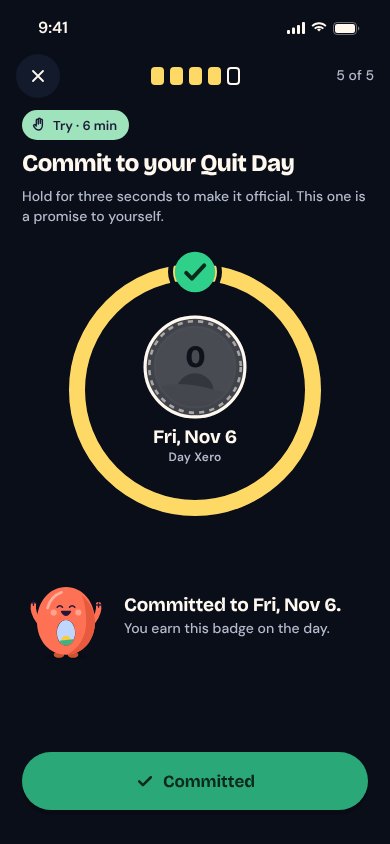 9:41
5 of 5
Try · 6 min
Commit to your Quit Day
Hold for three seconds to make it official. This one is
a promise to yourself.
0
Fri, Nov 6
Day Xero
Committed to Fri, Nov 6.
You earn this badge on the day.
Committed